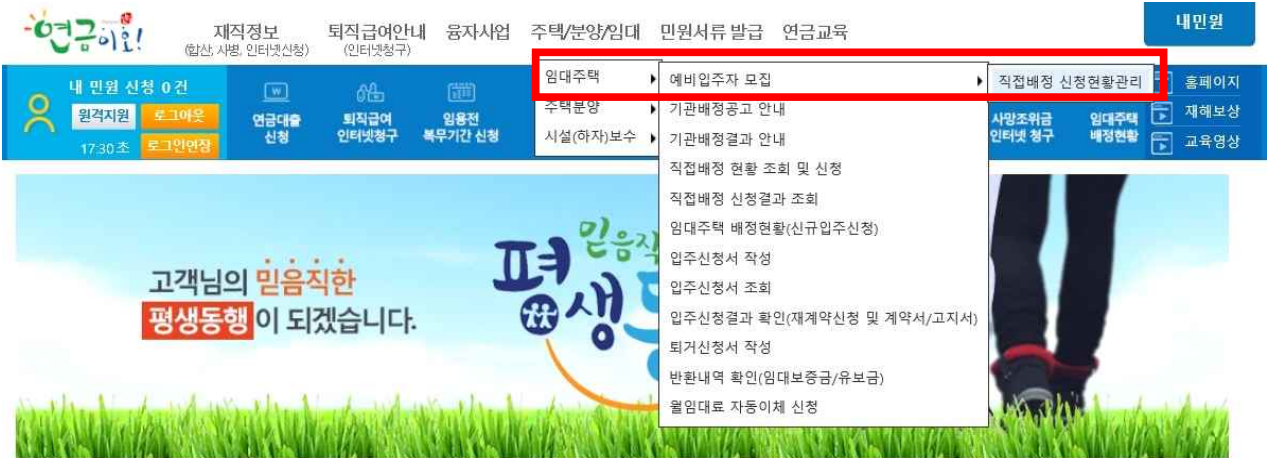 연금이요!
재직정보
(합산, 사병, 인터넷신청)
퇴직급여안내
(인터넷청구)
융자사업
주택/분양/임대
민원서류 발급
연금교육
내민원
내 민원 신청 0건
원격지원
로그아웃
17:30초
로그인연장
W
연금대출
신청
퇴직급여
인터넷청구
임용전
복무기간 신청
임대주택
주택분양
시설(하자)보수
예비입주자 모집
기관배정공고 안내
기관배정결과 안내
직접배정 현황 조회 및 신청
직접배정 신청결과 조회
임대주택 배정현황(신규입주신청)
입주신청서 작성
입주신청서 조회
입주신청결과 확인(재계약신청 및 계약서/고지서)
퇴거신청서 작성
반환내역 확인(임대보증금/유보금)
월임대료 자동이체 신청
직접배정 신청현황관리
사망조위금
인터넷 청구
임대주택
배정현황
홈페이지
재해보상
교육영상
고객님의 믿음직한
평생동행이 되겠습니다.
믿음직
평생